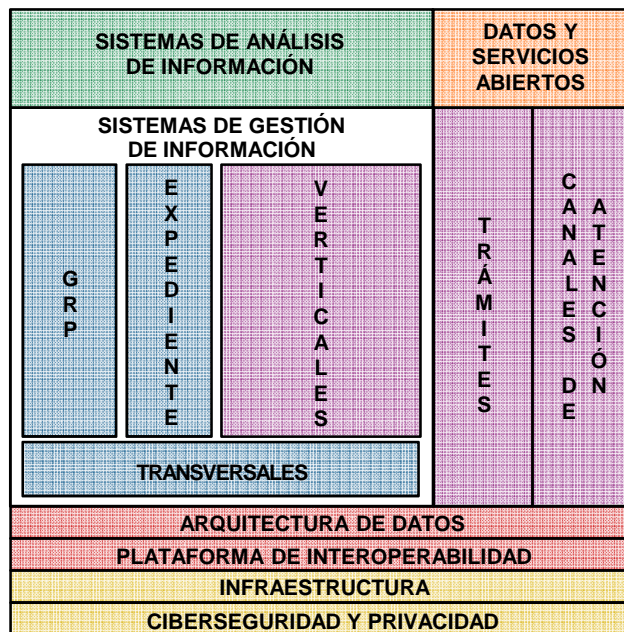 SISTEMAS DE ANÁLISIS
DE INFORMACIÓN
DATOS Y
SERVICIOS
ABIERTOS
SISTEMAS DE GESTIÓN
DE INFORMACIÓN
GRP
EXPEDIENTE
VERTICALES
TRÁMITES
CANALES DE
ATENCIÓN
TRANSVERSALES
ARQUITECTURA DE DATOS
PLATAFORMA DE INTEROPERABILIDAD
INFRAESTRUCTURA
CIBERSEGURIDAD Y PRIVACIDAD